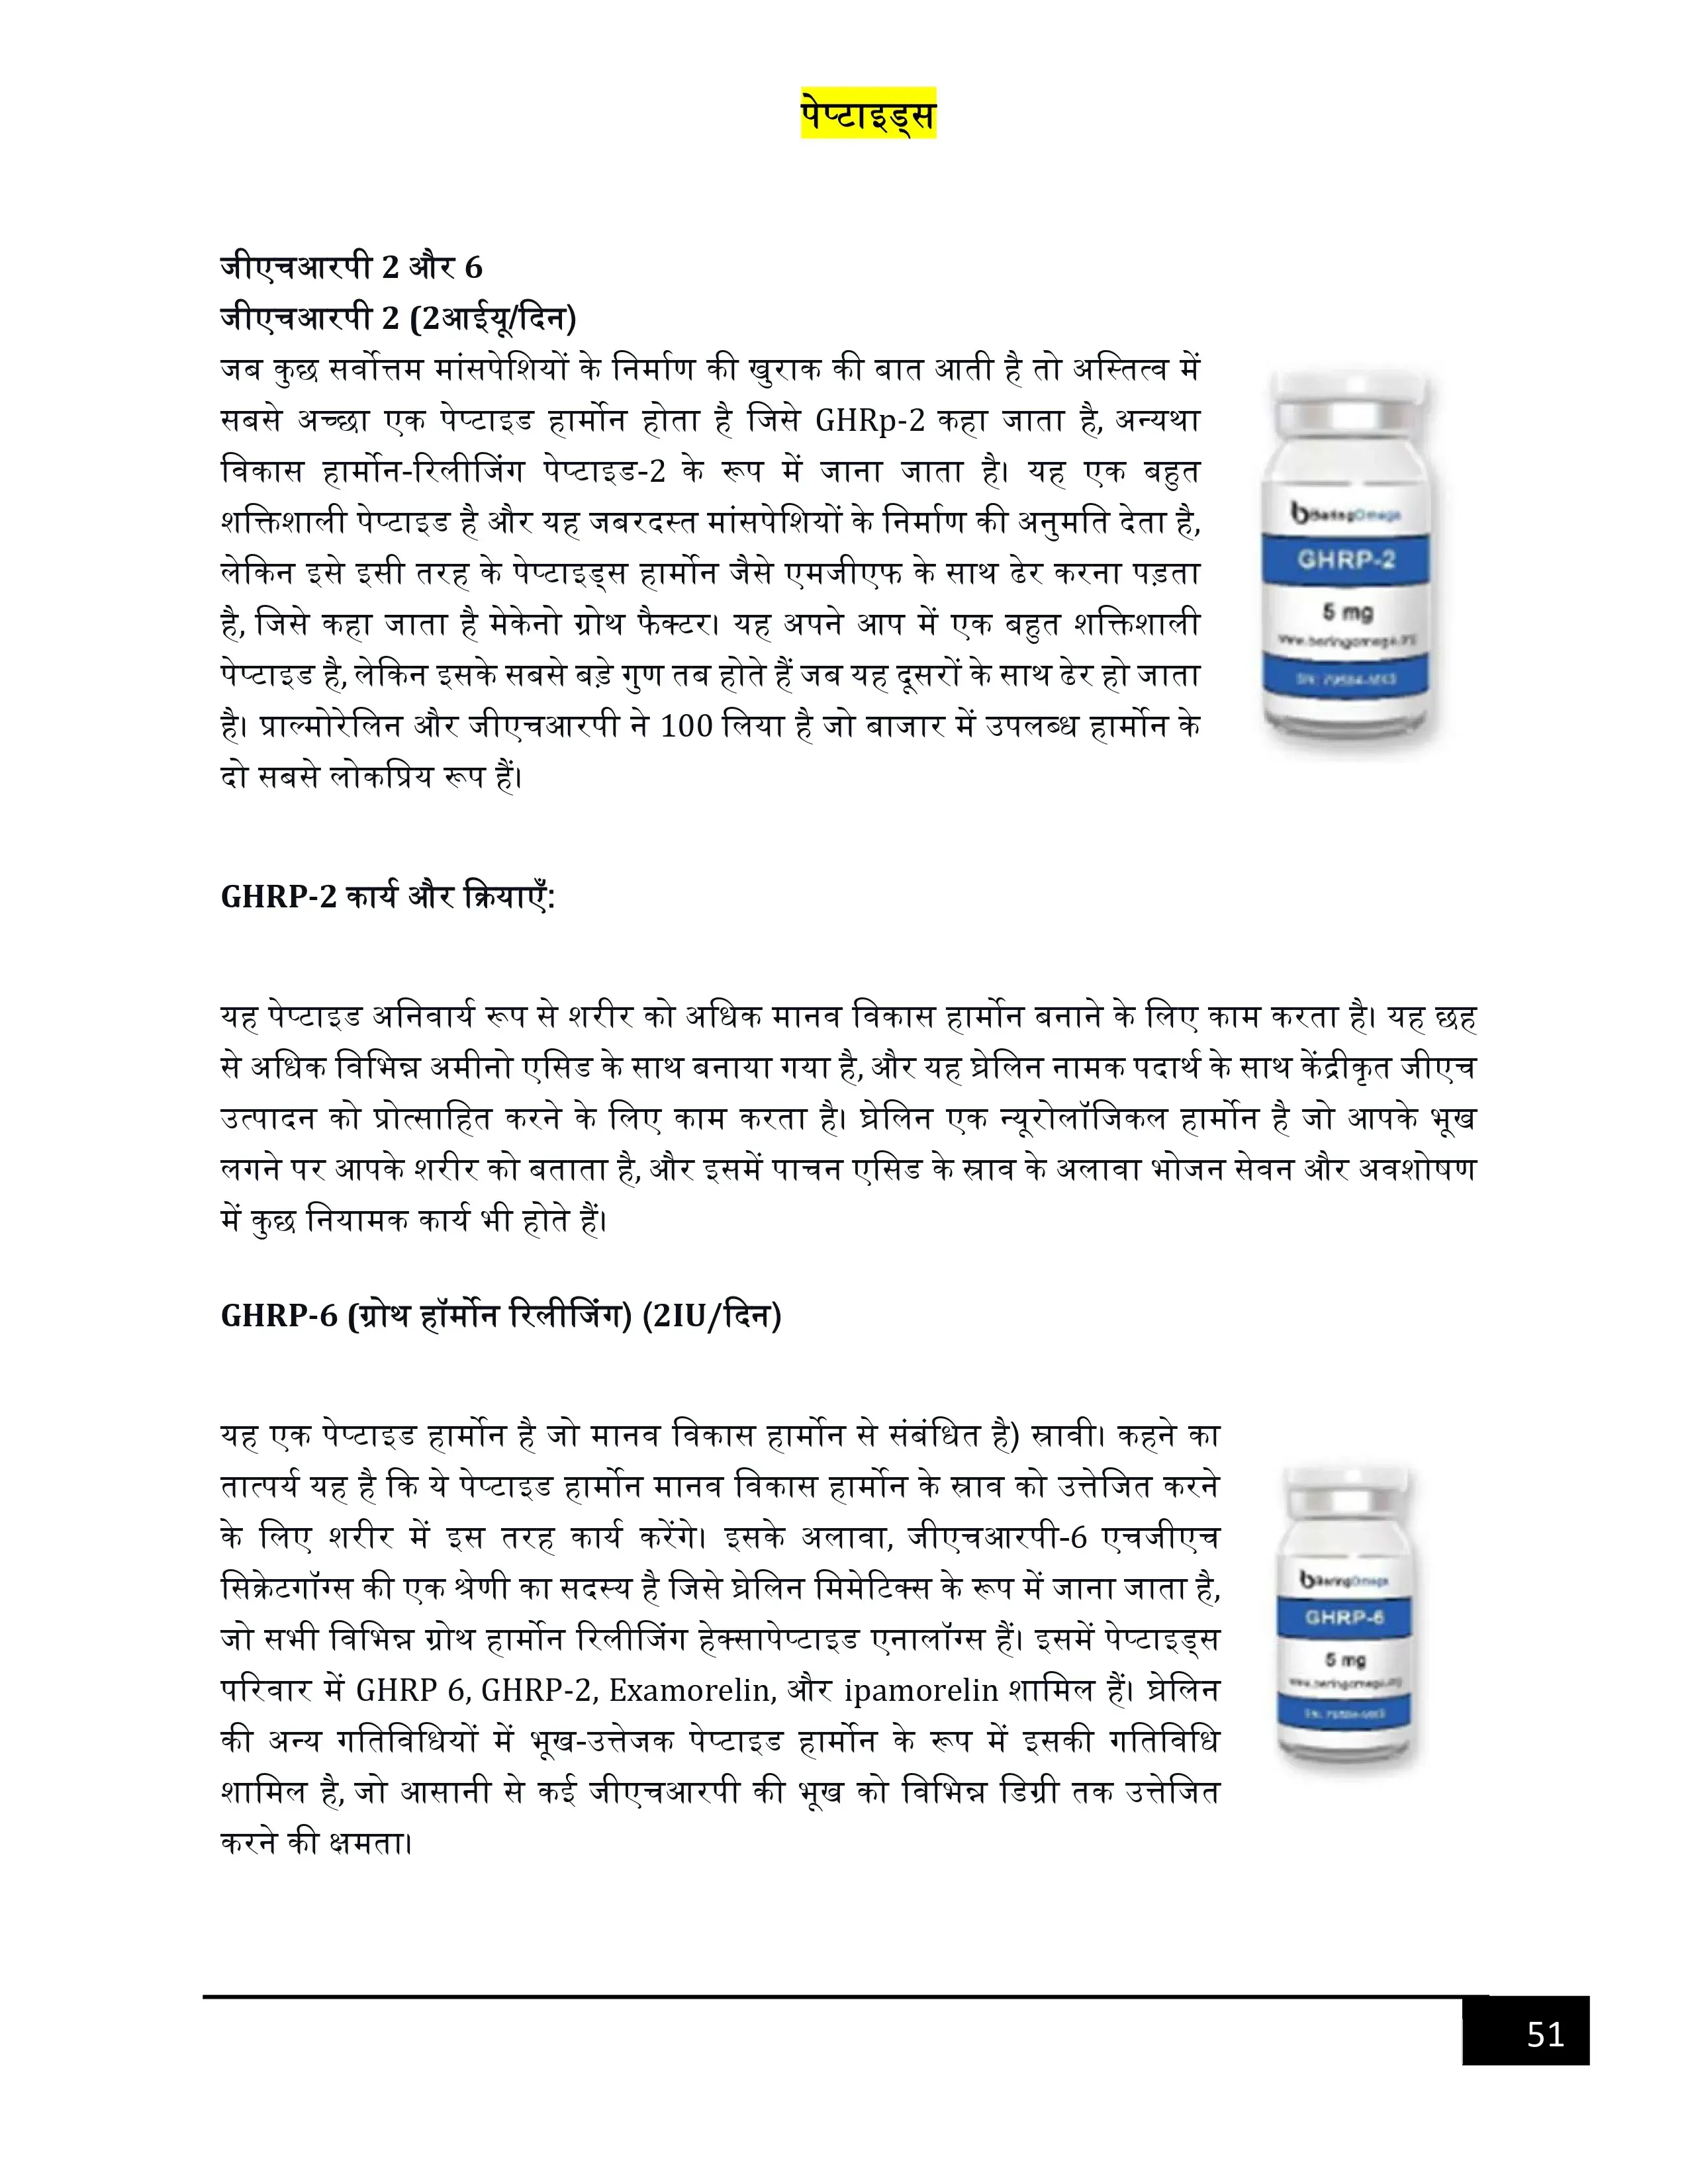 पेप्टाइड्स
जीएचआरपी 2 और 6
जीएचआरपी 2 (2आईयू/दिन)
जब कुछ सर्वोत्तम मांसपेशियों के निर्माण की खुराक की बात आती है तो अस्तित्व में
सबसे अच्छा एक पेप्टाइड हार्मोन होता है जिसे GHRp-2 कहा जाता है, अन्यथा
विकास हार्मोन-रिलीजिंग पेप्टाइड-2 के रूप में जाना जाता है। यह एक बहुत
शक्तिशाली पेप्टाइड है और यह जबरदस्त मांसपेशियों के निर्माण की अनुमति देता है,
लेकिन इसे इसी तरह के पेप्टाइड्स हार्मोन जैसे एमजीएफ के साथ ढेर करना पड़ता
है, जिसे कहा जाता है मेकेनो ग्रोथ फैक्टर। यह अपने आप में एक बहुत शक्तिशाली
पेप्टाइड है, लेकिन इसके सबसे बड़े गुण तब होते हैं जब यह दूसरों के साथ ढेर हो जाता
है। प्राल्मोरेलिन और जीएचआरपी ने 100 लिया है जो बाजार में उपलब्ध हार्मोन के
दो सबसे लोकप्रिय रूप हैं।
BeringOmega
GHRP-2
5 mg
GHRP-2 कार्य और क्रियाएँ:
यह पेप्टाइड अनिवार्य रूप से शरीर को अधिक मानव विकास हार्मोन बनाने के लिए काम करता है। यह छह
से अधिक विभिन्न अमीनो एसिड के साथ बनाया गया है, और यह घ्रेलिन नामक पदार्थ के साथ केंद्रीकृत जीएच
उत्पादन को प्रोत्साहित करने के लिए काम करता है। घ्रेलिन एक न्यूरोलॉजिकल हार्मोन है जो आपके भूख
लगने पर आपके शरीर को बताता है, और इसमें पाचन एसिड के स्राव के अलावा भोजन सेवन और अवशोषण
में कुछ नियामक कार्य भी होते हैं।
GHRP-6 (ग्रोथ हॉर्मोन रिलीजिंग) (2IU/दिन)
यह एक पेप्टाइड हार्मोन है जो मानव विकास हार्मोन से संबंधित है) स्रावी। कहने का
तात्पर्य यह है कि ये पेप्टाइड हार्मोन मानव विकास हार्मोन के स्राव को उत्तेजित करने
के लिए शरीर में इस तरह कार्य करेंगे। इसके अलावा, जीएचआरपी-6 एचजीएच
सिक्रेटगॉग्स की एक श्रेणी का सदस्य है जिसे घ्रेलिन मिमेटिक्स के रूप में जाना जाता है,
जो सभी विभिन्न ग्रोथ हार्मोन रिलीजिंग हेक्सापेप्टाइड एनालॉग्स हैं। इसमें पेप्टाइड्स
परिवार में GHRP 6, GHRP-2, Examorelin, और ipamorelin शामिल हैं। घ्रेलिन
की अन्य गतिविधियों में भूख-उत्तेजक पेप्टाइड हार्मोन के रूप में इसकी गतिविधि
शामिल है, जो आसानी से कई जीएचआरपी की भूख को विभिन्न डिग्री तक उत्तेजित
करने की क्षमता।
BeringOmega
GHRP-6
5 mg
51